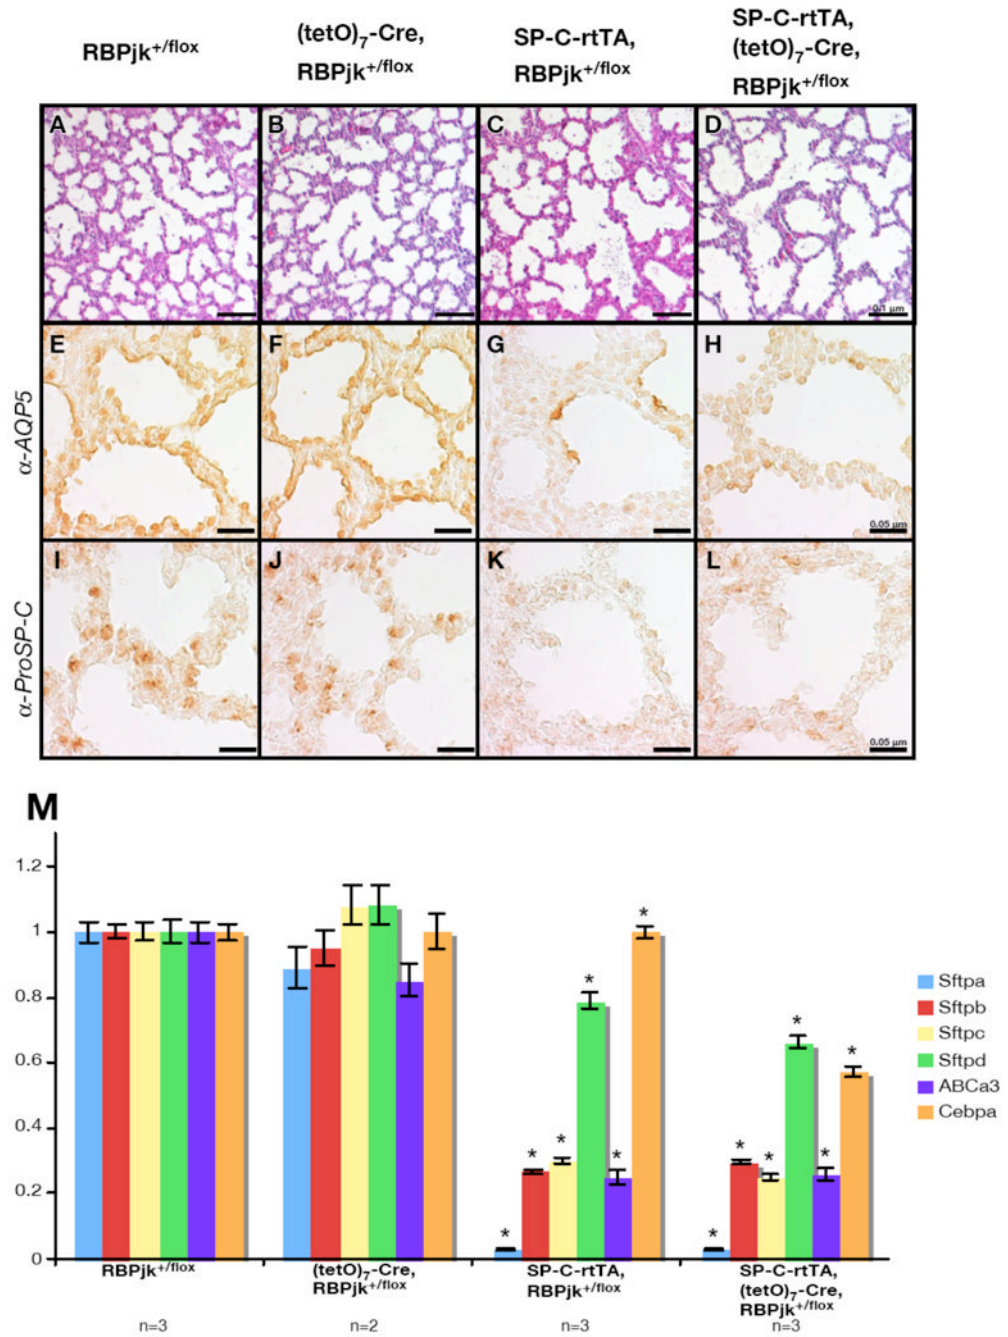 RBPjk+/flox
(tetO)7-Cre,
RBPjk+/flox
SP-C-rtTA,
RBPjk+/flox
SP-C-rtTA,
(tetO)7-Cre,
RBPjk+/flox
A
B
C
D
0.1 µm
α-AQP5
E
F
G
H
0.05 µm
α-ProSP-C
I
J
K
L
0.05 µm
M
1.2
1
0.8
0.6
0.4
0.2
0
* * * * * *
* * * * * *
Sftpa
Sftpb
Sftpc
Sftpd
ABCa3
Cebpa
RBPjk+/flox
(tetO)7-Cre,
RBPjk+/flox
SP-C-rtTA,
RBPjk+/flox
SP-C-rtTA,
(tetO)7-Cre,
RBPjk+/flox
n=3
n=2
n=3
n=3